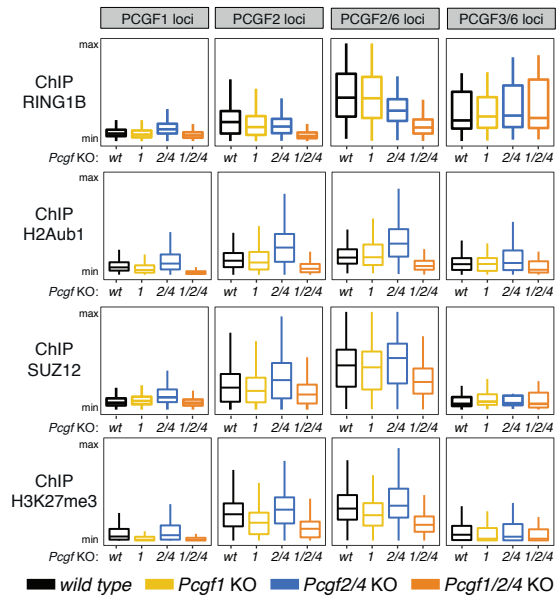 PCGF1 loci PCGF2 loci PCGF2/6 loci PCGF3/6 loci
max
ChIP
RING1B
min
Pcgf KO: wt 1 2/4 1/2/4 wt 1 2/4 1/2/4 wt 1 2/4 1/2/4 wt 1 2/4 1/2/4
max
ChIP
H2Aub1
min
Pcgf KO: wt 1 2/4 1/2/4 wt 1 2/4 1/2/4 wt 1 2/4 1/2/4 wt 1 2/4 1/2/4
max
ChIP
SUZ12
min
Pcgf KO: wt 1 2/4 1/2/4 wt 1 2/4 1/2/4 wt 1 2/4 1/2/4 wt 1 2/4 1/2/4
max
ChIP
H3K27me3
min
Pcgf KO: wt 1 2/4 1/2/4 wt 1 2/4 1/2/4 wt 1 2/4 1/2/4 wt 1 2/4 1/2/4
wild type Pcgf1 KO Pcgf2/4 KO Pcgf1/2/4 KO